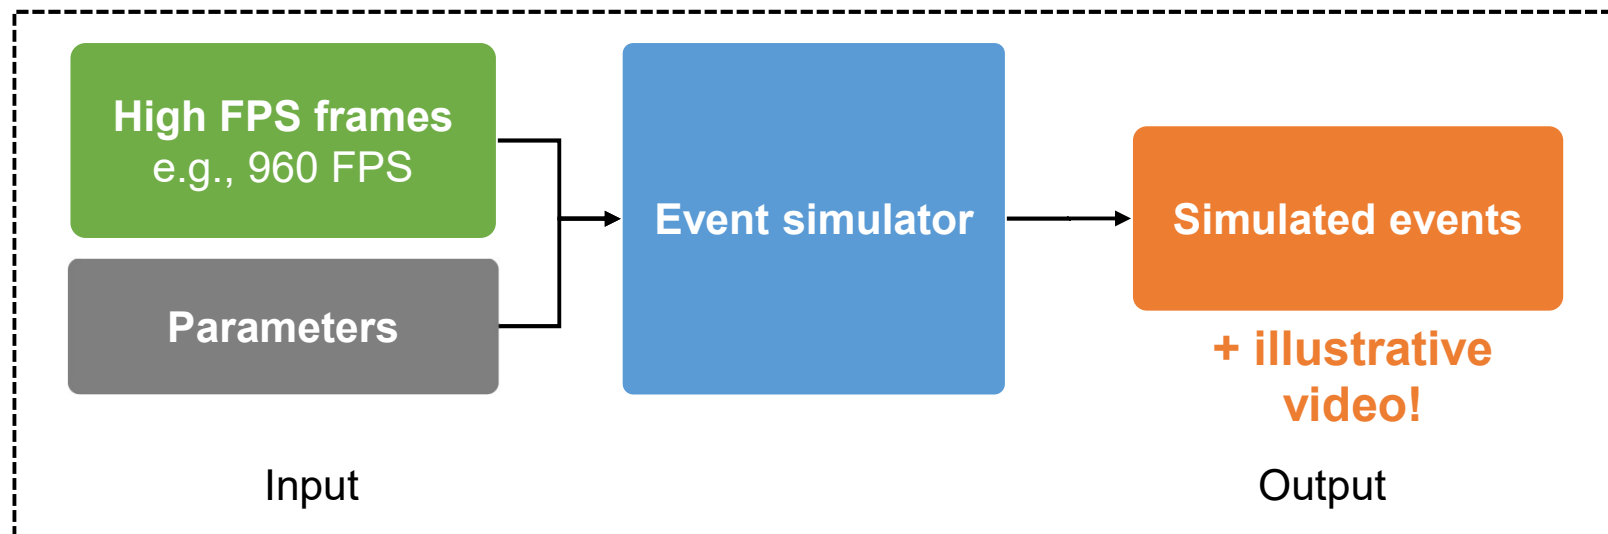 High FPS frames
e.g., 960 FPS
Parameters
Event simulator
Simulated events
+ illustrative
video!
Input
Output